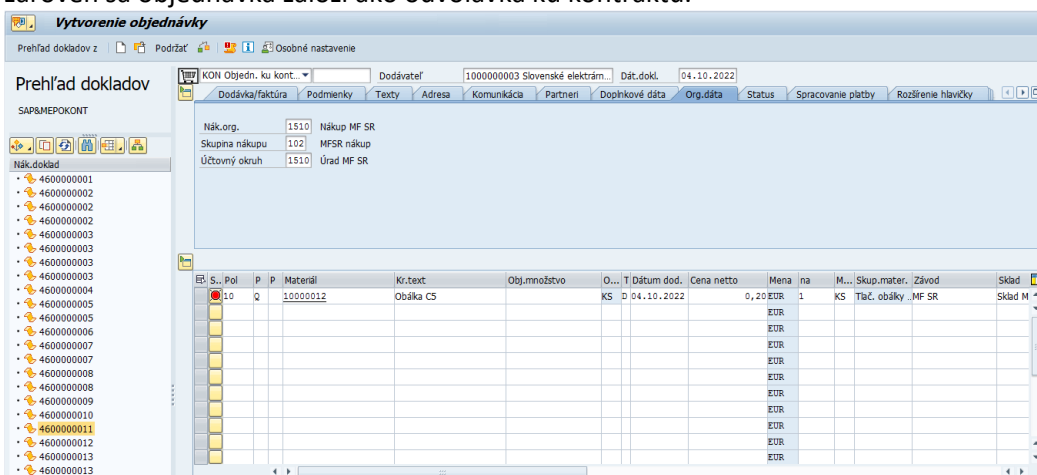 zároveň sa objednávka založí ako odvolávka ku kontraktu.
Vytvorenie objednávky
Prehľad dokladov z Podržať Osobné nastavenie
Prehľad dokladov
SAP&MEPOKONT
Nák.doklad
4600000001
4600000002
4600000002
4600000002
4600000003
4600000003
4600000003
4600000003
4600000004
4600000005
4600000005
4600000006
4600000007
4600000007
4600000008
4600000008
4600000009
4600000010
4600000011
4600000012
4600000013
4600000013
KON Objedn. ku kont... Dodávateľ 1000000003 Slovenské elektrárn... Dát.dokl. 04.10.2022
Dodávka/faktúra Podmienky Texty Adresa Komunikácia Partneri Doplnkové dáta Org.dáta Status Spracovanie platby Rozšírenie hlavičky
Nák.org. 1510 Nákup MF SR
Skupina nákupu 102 MFSR nákup
Účtovný okruh 1510 Úrad MF SR
S.. Pol P P Materiál Kr.text Obj.množstvo O... T Dátum dod. Cena netto Mena na M... Skup.mater. Závod Sklad
10 Q 10000012 Obálka C5 KS D 04.10.2022 0,20 EUR 1 KS Tlač. obálky .. MF SR Sklad M
EUR
EUR
EUR
EUR
EUR
EUR
EUR
EUR
EUR
EUR